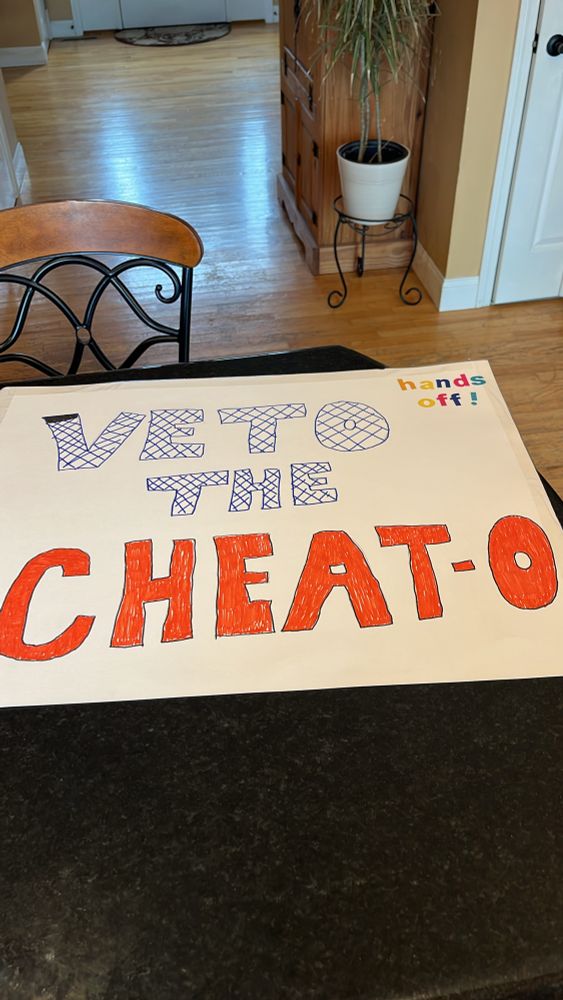 hands
off!
VETO
THE
CHEAT-O